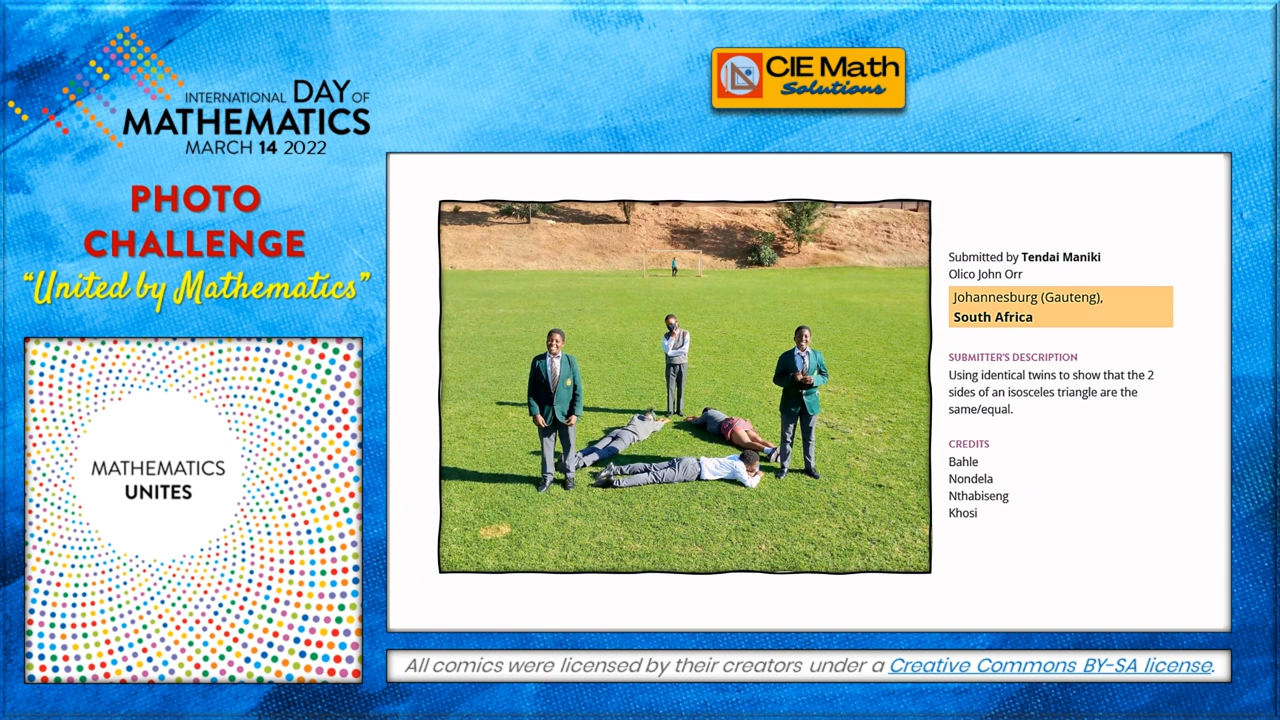 INTERNATIONAL DAY OF
MATHEMATICS
MARCH 14 2022
PHOTO
CHALLENGE
“United by Mathematics”
MATHEMATICS
UNITES
CIE Math
Solutions
Submitted by Tendai Maniki
Olico John Orr
Johannesburg (Gauteng),
South Africa
SUBMITTER'S DESCRIPTION
Using identical twins to show that the 2
sides of an isosceles triangle are the
same/equal.
CREDITS
Bahle
Nondela
Nthabiseng
Khosi
All comics were licensed by their creators under a Creative Commons BY-SA license.